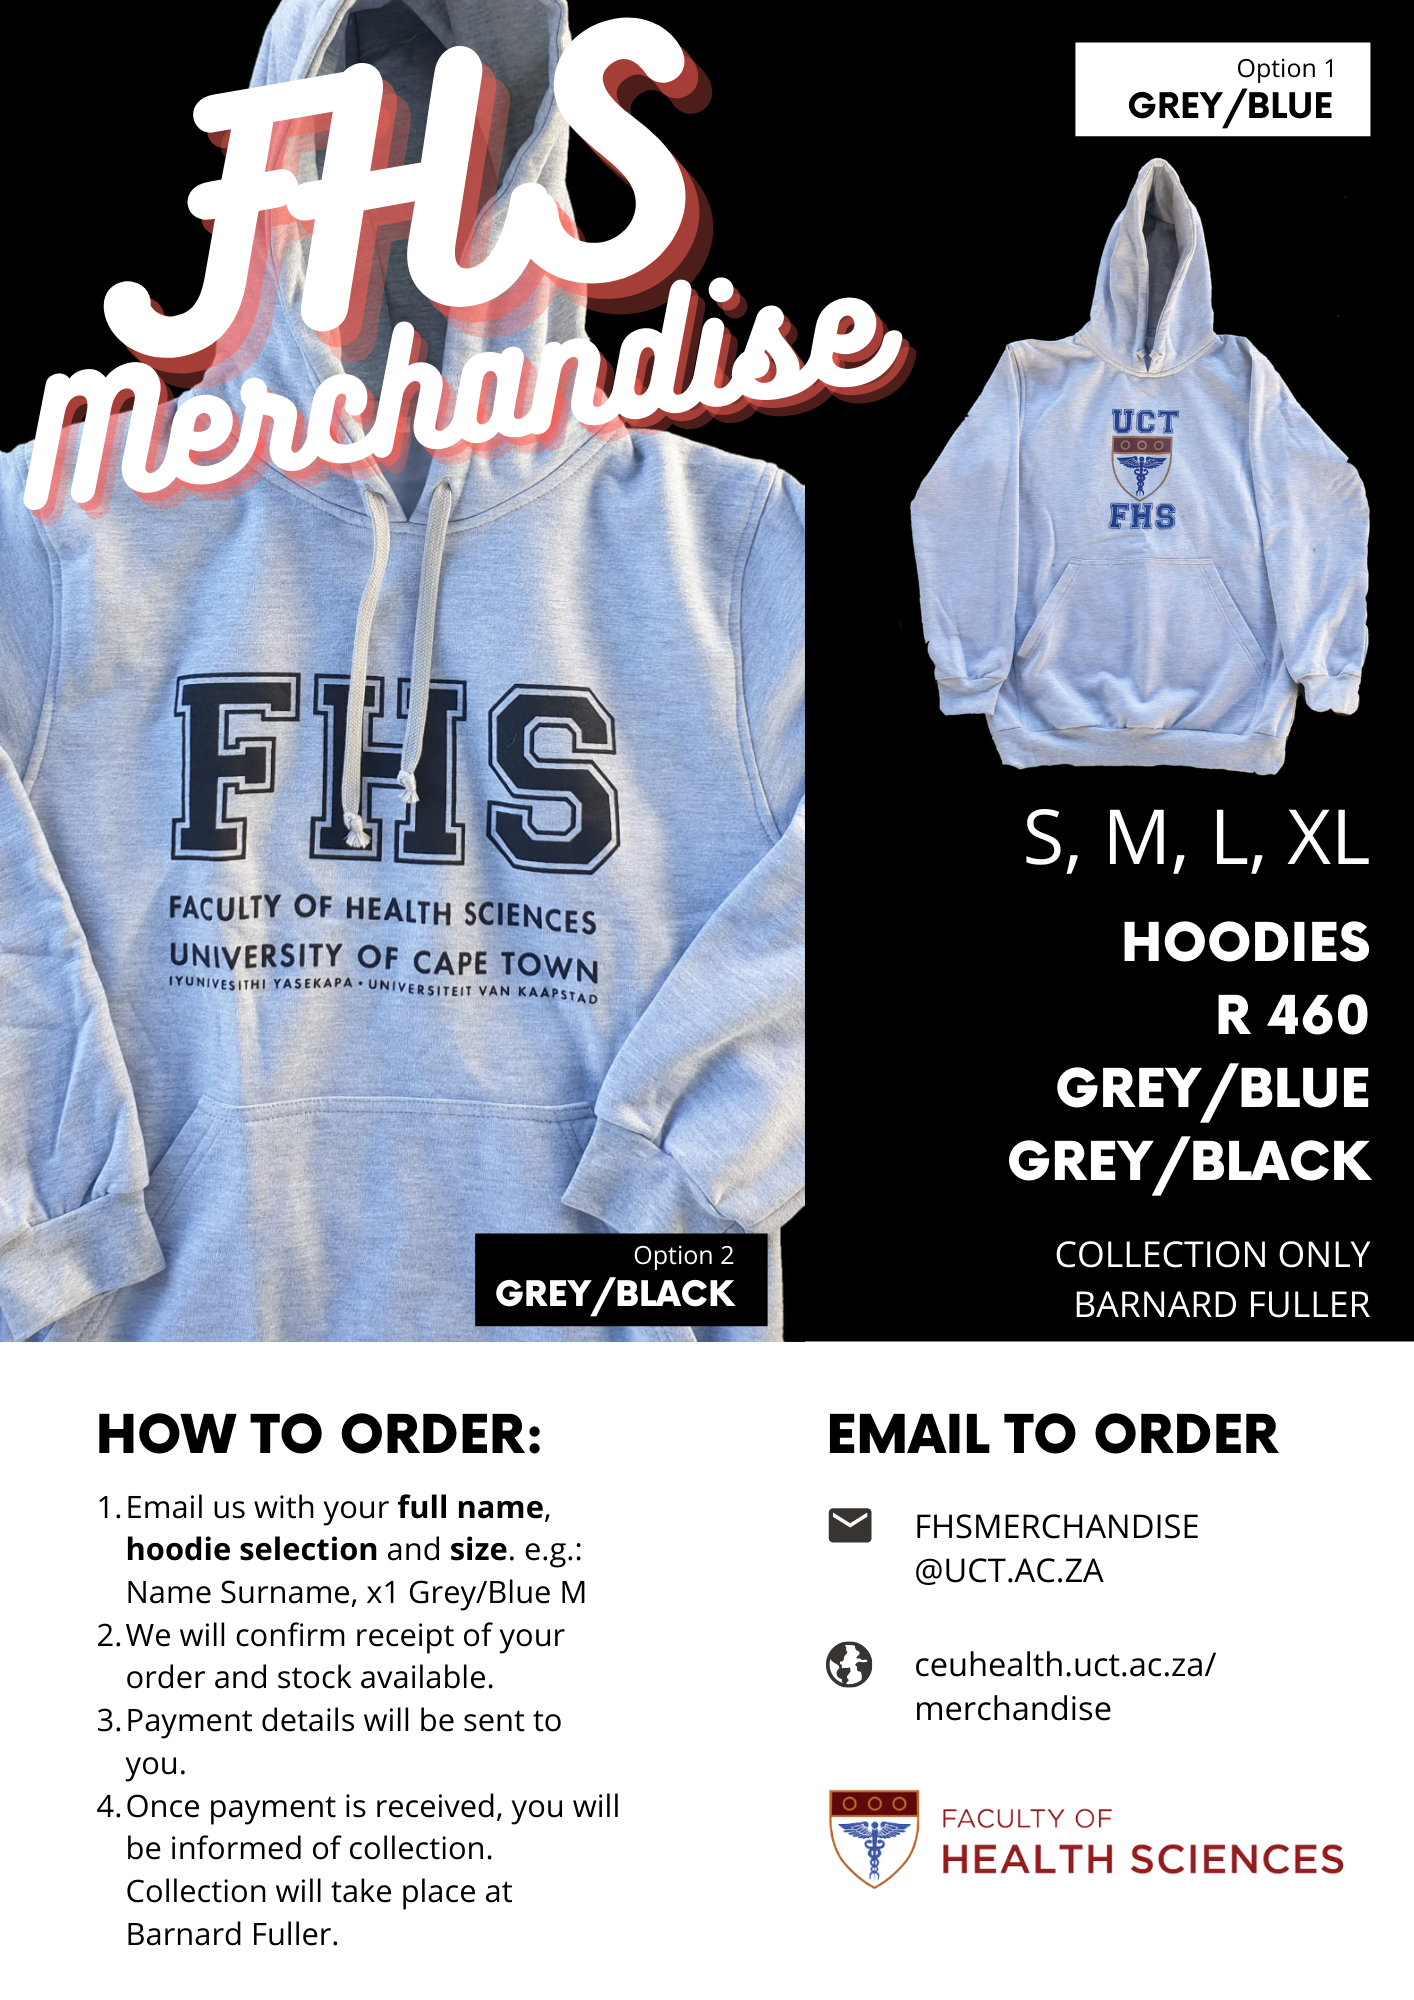 FHS
Merchandise
Option 1
GREY/BLUE
UCT
FHS
FHS
FACULTY OF HEALTH SCIENCES
UNIVERSITY OF CAPE TOWN
IYUNIVESITHI YASEKAPA • UNIVERSITEIT VAN KAAPSTAD
Option 2
GREY/BLACK
S, M, L, XL
HOODIES
R 460
GREY/BLUE
GREY/BLACK
COLLECTION ONLY
BARNARD FULLER
HOW TO ORDER:
1. Email us with your full name,
hoodie selection and size. e.g.:
Name Surname, x1 Grey/Blue M
2. We will confirm receipt of your
order and stock available.
3. Payment details will be sent to
you.
4. Once payment is received, you will
be informed of collection.
Collection will take place at
Barnard Fuller.
EMAIL TO ORDER
FHSMERCHANDISE
@UCT.AC.ZA
ceuhealth.uct.ac.za/
merchandise
FACULTY OF
HEALTH SCIENCES